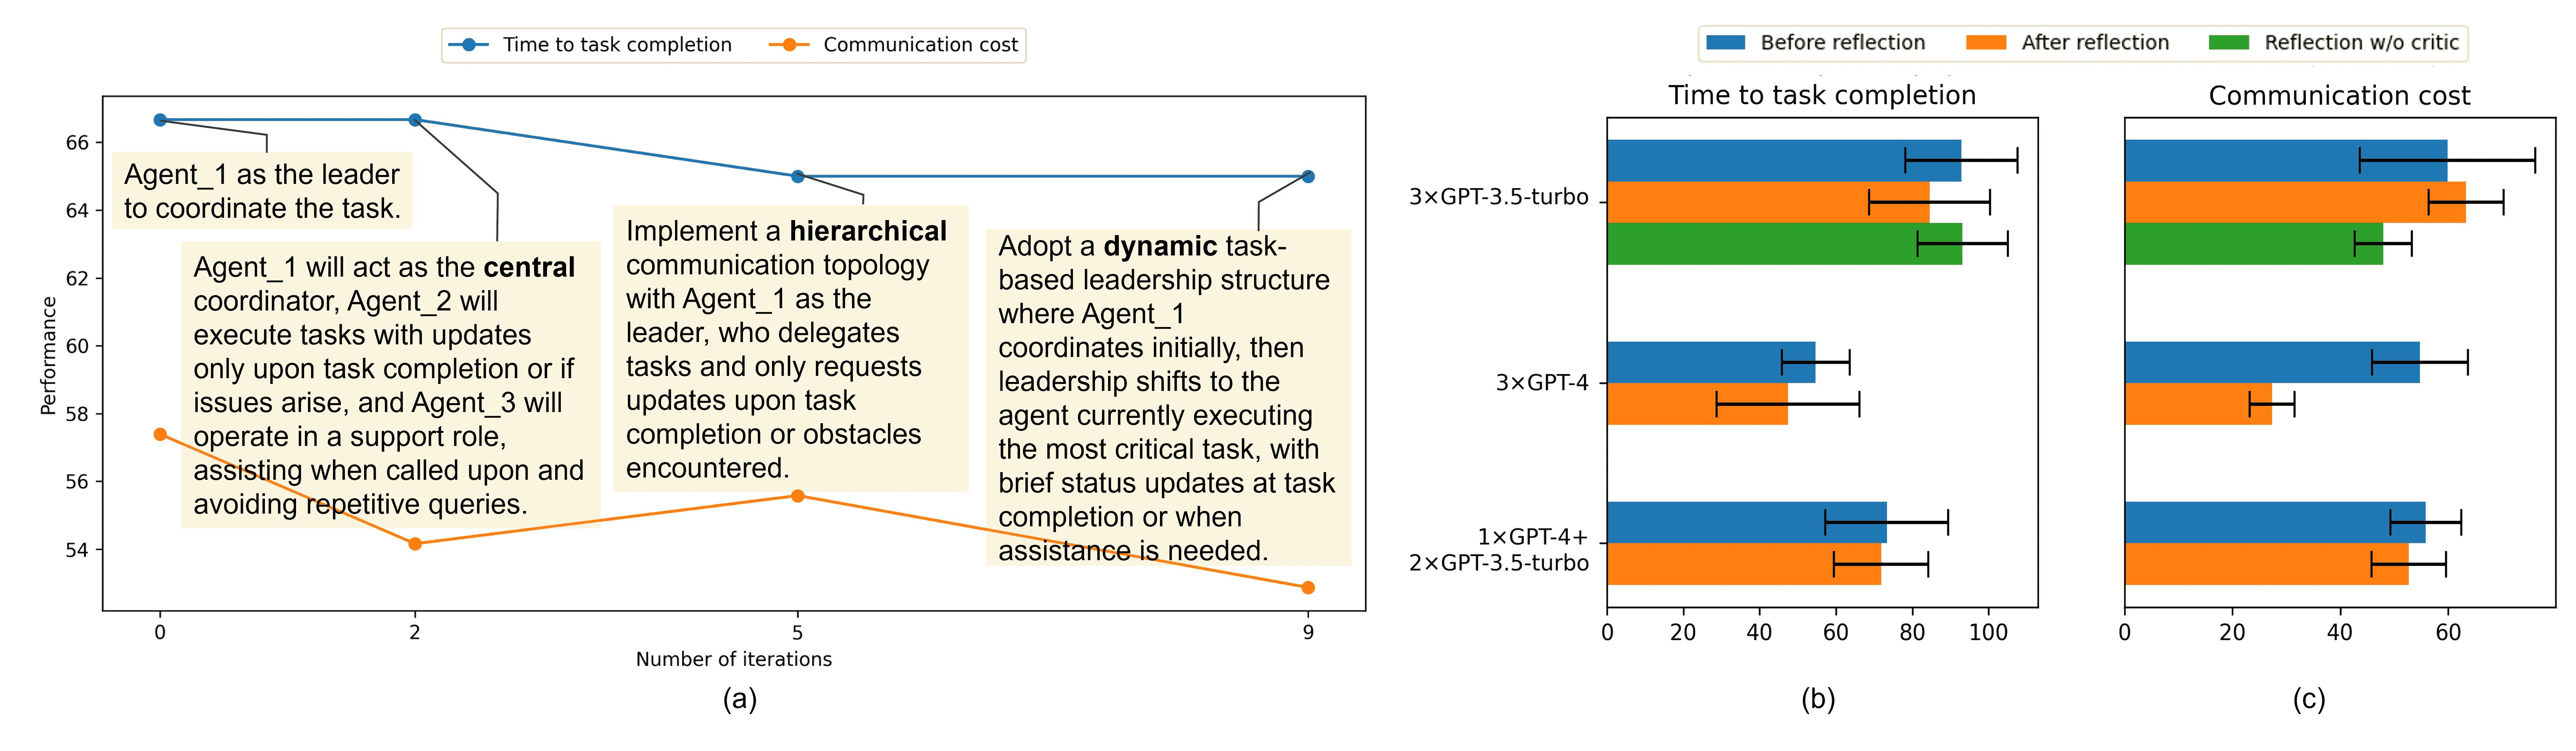 Time to task completion
Communication cost
Performance
66
64
62
60
58
56
54
Agent_1 as the leader
to coordinate the task.
Agent_1 will act as the central
coordinator, Agent_2 will
execute tasks with updates
only upon task completion or if
issues arise, and Agent_3 will
operate in a support role,
assisting when called upon and
avoiding repetitive queries.
Implement a hierarchical
communication topology
with Agent_1 as the
leader, who delegates
tasks and only requests
updates upon task
completion or obstacles
encountered.
Adopt a dynamic task-
based leadership structure
where Agent_1
coordinates initially, then
leadership shifts to the
agent currently executing
the most critical task, with
brief status updates at task
completion or when
assistance is needed.
0
2
5
9
Number of iterations
(a)
Before reflection
After reflection
Reflection w/o critic
Time to task completion
3×GPT-3.5-turbo
3×GPT-4
1×GPT-4+
2×GPT-3.5-turbo
0
20
40
60
80
100
(b)
Communication cost
0
20
40
60
(c)